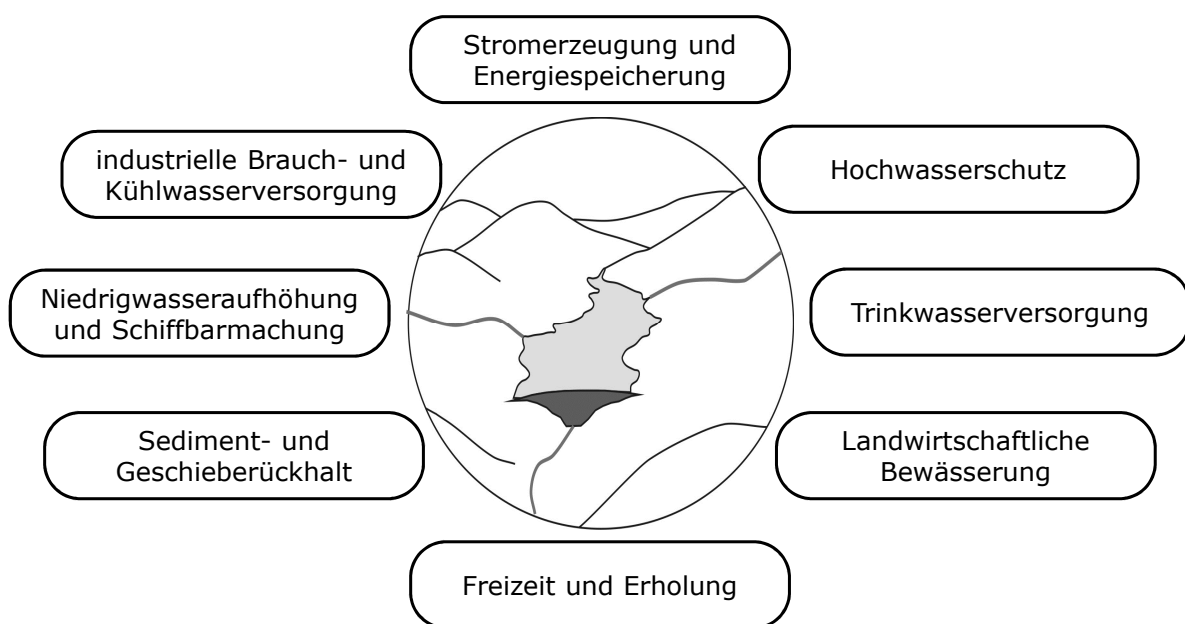 Stromerzeugung und
Energiespeicherung
industrielle Brauch- und
Kühlwasserversorgung
Hochwasserschutz
Niedrigwasseraufhöhung
und Schiffbarmachung
Trinkwasserversorgung
Sediment- und
Geschieberückhalt
Landwirtschaftliche
Bewässerung
Freizeit und Erholung